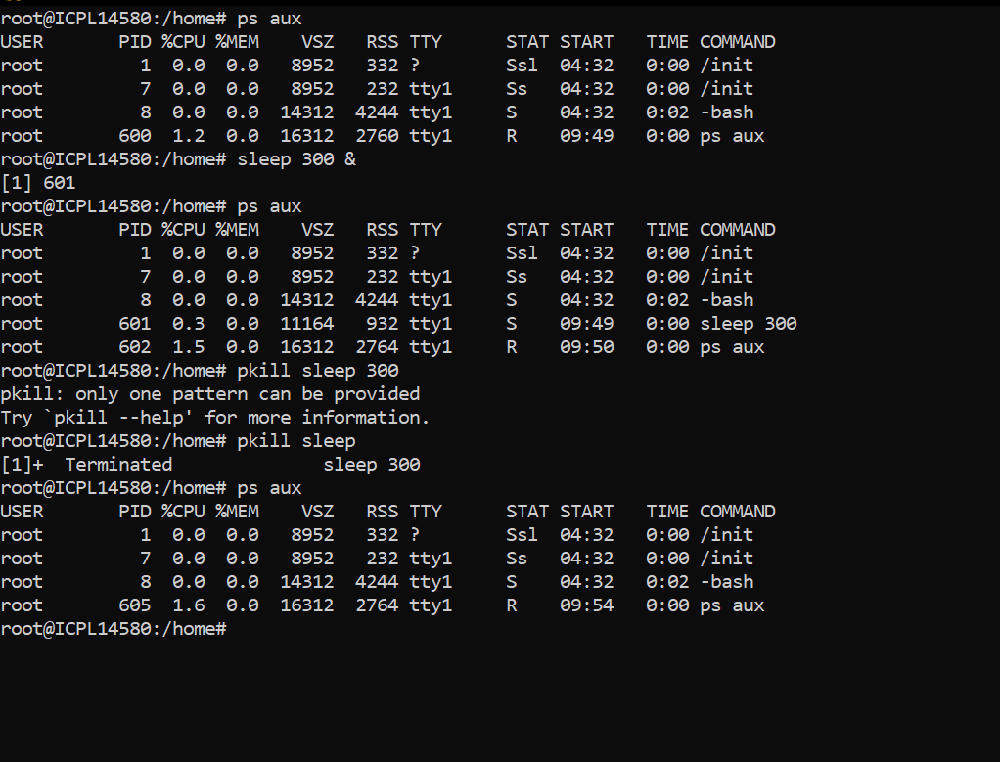 root@ICPL14580:/home# ps aux
USER       PID %CPU %MEM    VSZ   RSS TTY      STAT START   TIME COMMAND
root         1  0.0  0.0   8952   332 ?        Ssl  04:32   0:00 /init
root         7  0.0  0.0   8952   232 tty1     Ss   04:32   0:00 /init
root         8  0.0  0.0  14312  4244 tty1     S    04:32   0:02 -bash
root       600  1.2  0.0  16312  2760 tty1     R    09:49   0:00 ps aux
root@ICPL14580:/home# sleep 300 &
[1] 601
root@ICPL14580:/home# ps aux
USER       PID %CPU %MEM    VSZ   RSS TTY      STAT START   TIME COMMAND
root         1  0.0  0.0   8952   332 ?        Ssl  04:32   0:00 /init
root         7  0.0  0.0   8952   232 tty1     Ss   04:32   0:00 /init
root         8  0.0  0.0  14312  4244 tty1     S    04:32   0:02 -bash
root       601  0.3  0.0  11164   932 tty1     S    09:49   0:00 sleep 300
root       602  1.5  0.0  16312  2764 tty1     R    09:50   0:00 ps aux
root@ICPL14580:/home# pkill sleep 300
pkill: only one pattern can be provided
Try `pkill --help' for more information.
root@ICPL14580:/home# pkill sleep
[1]+  Terminated              sleep 300
root@ICPL14580:/home# ps aux
USER       PID %CPU %MEM    VSZ   RSS TTY      STAT START   TIME COMMAND
root         1  0.0  0.0   8952   332 ?        Ssl  04:32   0:00 /init
root         7  0.0  0.0   8952   232 tty1     Ss   04:32   0:00 /init
root         8  0.0  0.0  14312  4244 tty1     S    04:32   0:02 -bash
root       605  1.6  0.0  16312  2764 tty1     R    09:54   0:00 ps aux
root@ICPL14580:/home#